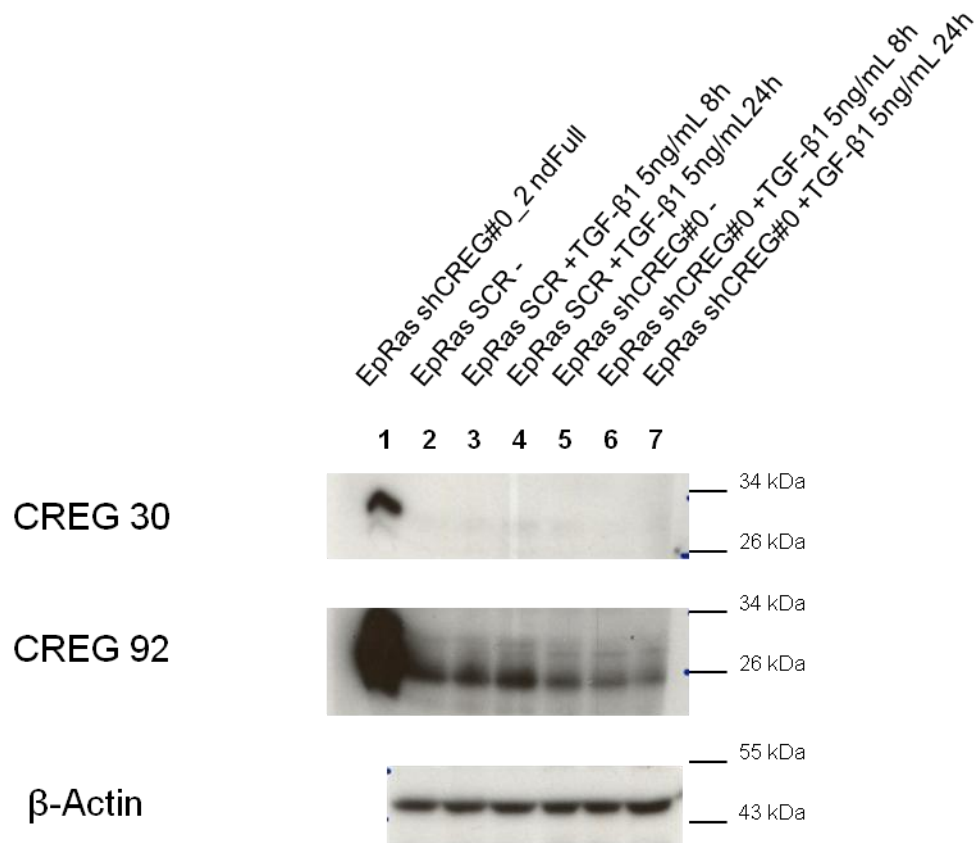 EpRas shCREG#0_2 ndFull
EpRas SCR -
EpRas SCR +TGF-β1 5ng/mL 8h
EpRas SCR +TGF-β1 5ng/mL24h
EpRas shCREG#0 -
EpRas shCREG#0 +TGF-β1 5ng/mL 8h
EpRas shCREG#0 +TGF-β1 5ng/mL 24h
1 2 3 4 5 6 7
CREG 30
34 kDa
26 kDa
CREG 92
34 kDa
26 kDa
β-Actin
55 kDa
43 kDa